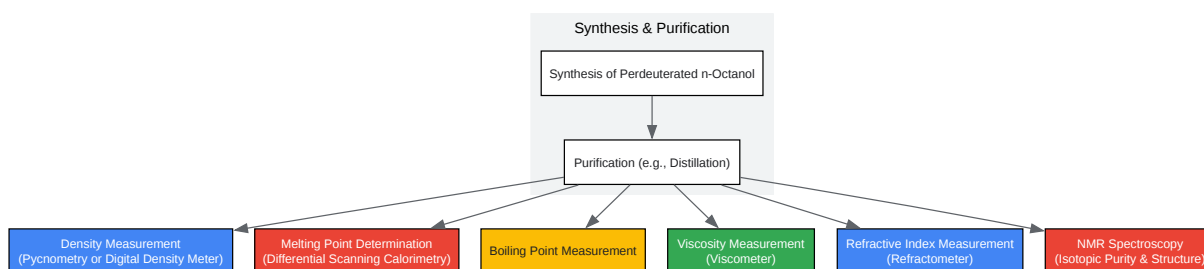 Synthesis & Purification
Synthesis of Perdeuterated n-Octanol
Purification (e.g., Distillation)
Density Measurement
(Pycnometry or Digital Density Meter)
Melting Point Determination
(Differential Scanning Calorimetry)
Boiling Point Measurement
Viscosity Measurement
(Viscometer)
Refractive Index Measurement
(Refractometer)
NMR Spectroscopy
(Isotopic Purity & Structure)